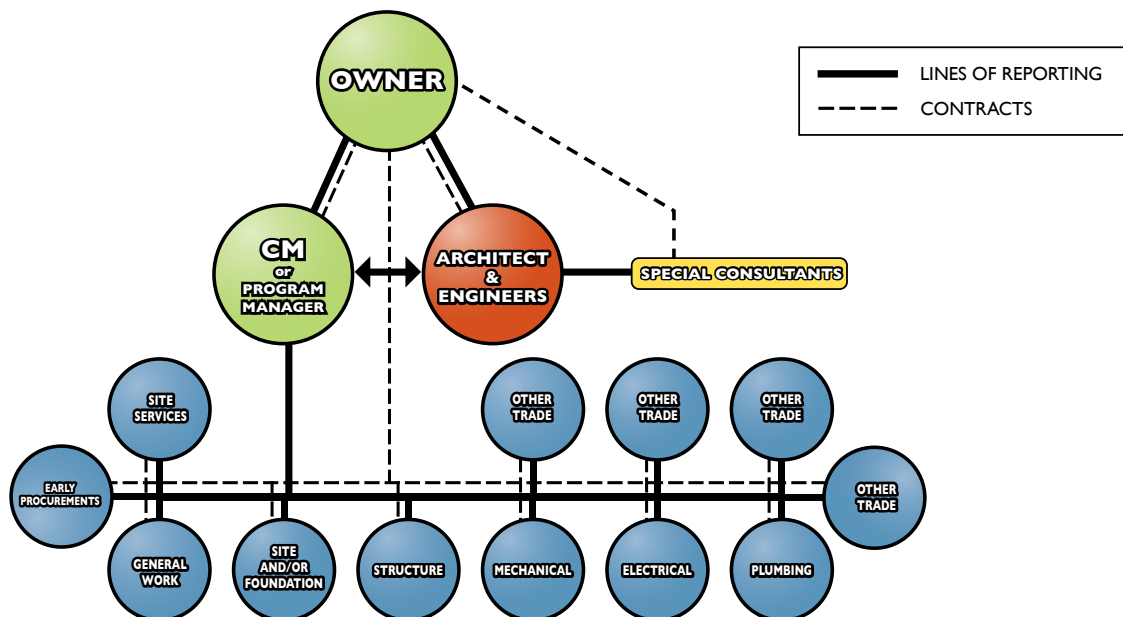 OWNER
LINES OF REPORTING
CONTRACTS
CM
or
PROGRAM
MANAGER
ARCHITECT
&
ENGINEERS
SPECIAL CONSULTANTS
SITE
SERVICES
OTHER
TRADE
OTHER
TRADE
OTHER
TRADE
EARLY
PROCUREMENTS
OTHER
TRADE
GENERAL
WORK
SITE
AND/OR
FOUNDATION
STRUCTURE
MECHANICAL
ELECTRICAL
PLUMBING